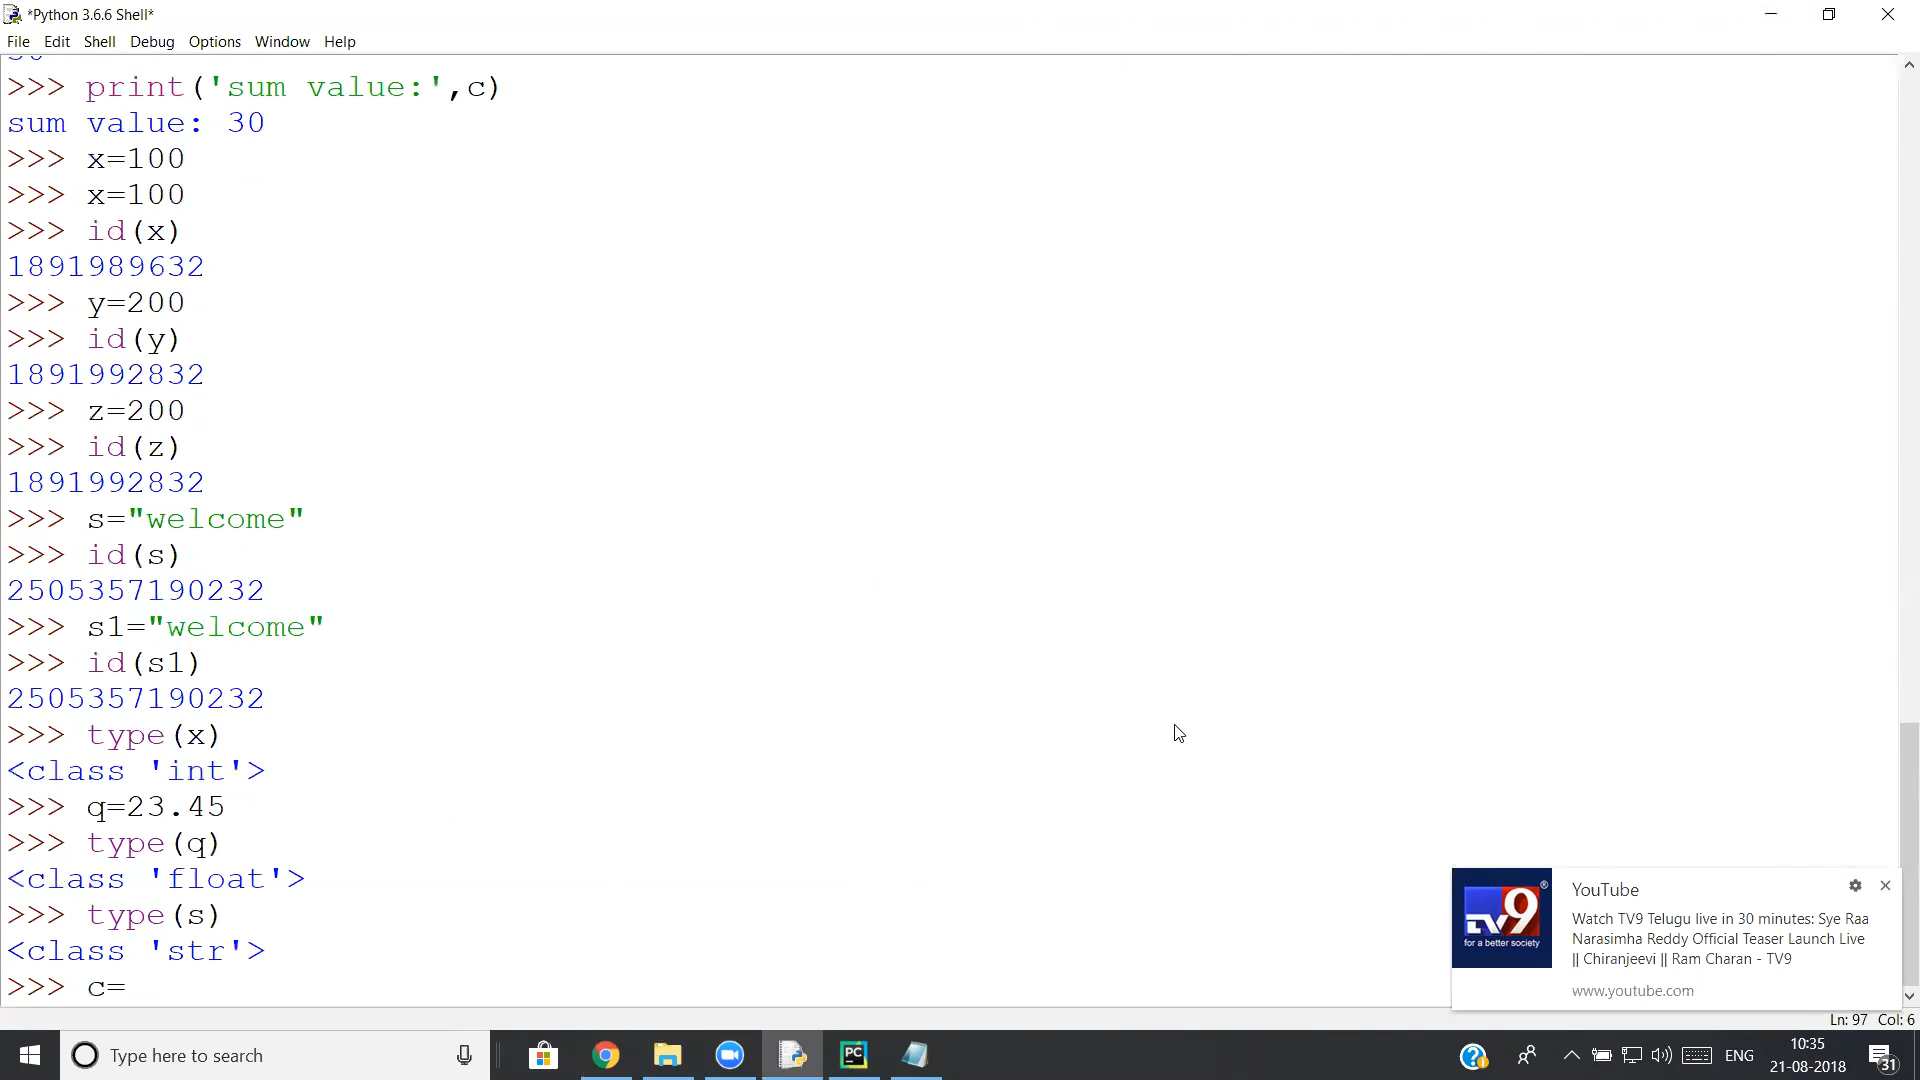 *Python 3.6.6 Shell*
File Edit Shell Debug Options Window Help
>>> print('sum value:',c)
sum value: 30
>>> x=100
>>> x=100
>>> id(x)
1891989632
>>> y=200
>>> id(y)
1891992832
>>> z=200
>>> id(z)
1891992832
>>> s="welcome"
>>> id(s)
2505357190232
>>> s1="welcome"
>>> id(s1)
2505357190232
>>> type(x)
<class 'int'>
>>> q=23.45
>>> type(q)
<class 'float'>
>>> type(s)
<class 'str'>
>>> c=
TV9
for a better society
YouTube
Watch TV9 Telugu live in 30 minutes: Sye Raa
Narasimha Reddy Official Teaser Launch Live
|| Chiranjeevi || Ram Charan - TV9
www.youtube.com
Ln: 97 Col: 6
Type here to search
PC
ENG
10:35
21-08-2018
31